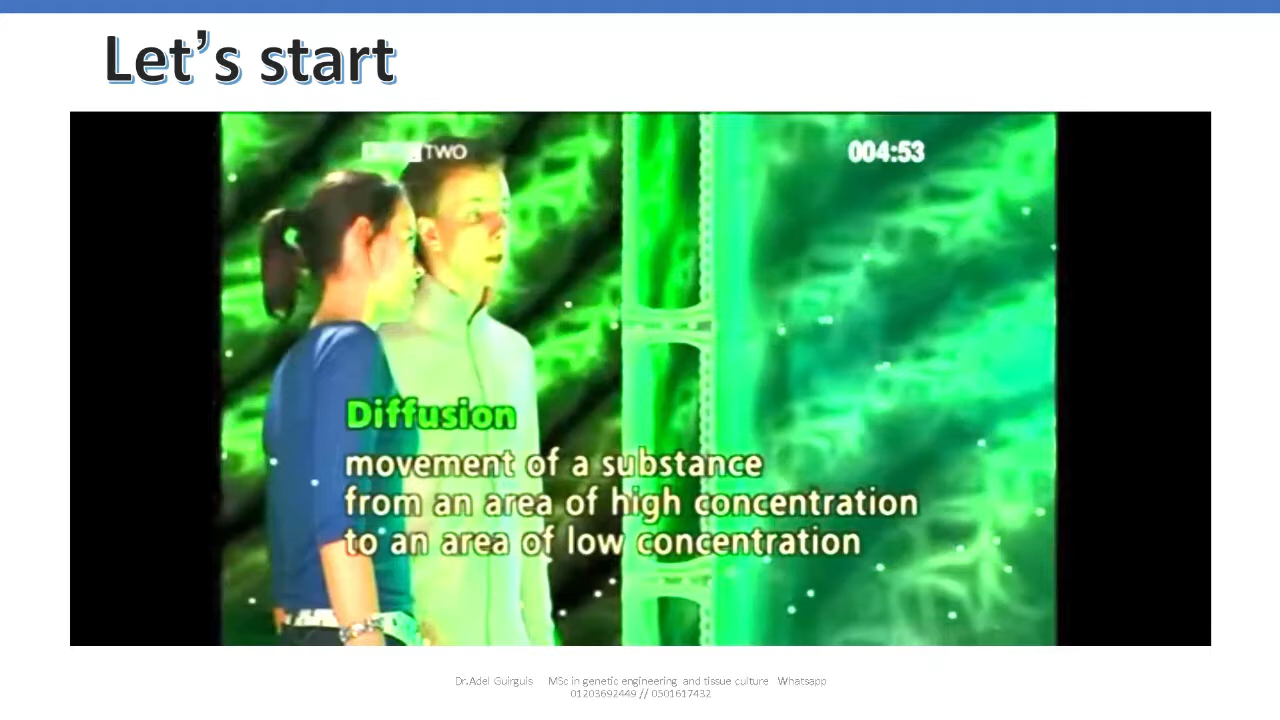 Let's start
TWO
004:53
Diffusion
movement of a substance
from an area of high concentration
to an area of low concentration
Dr.Adel Guirguis MSc in genetic engineering and tissue culture Whatsapp
01203692449 // 0501617432